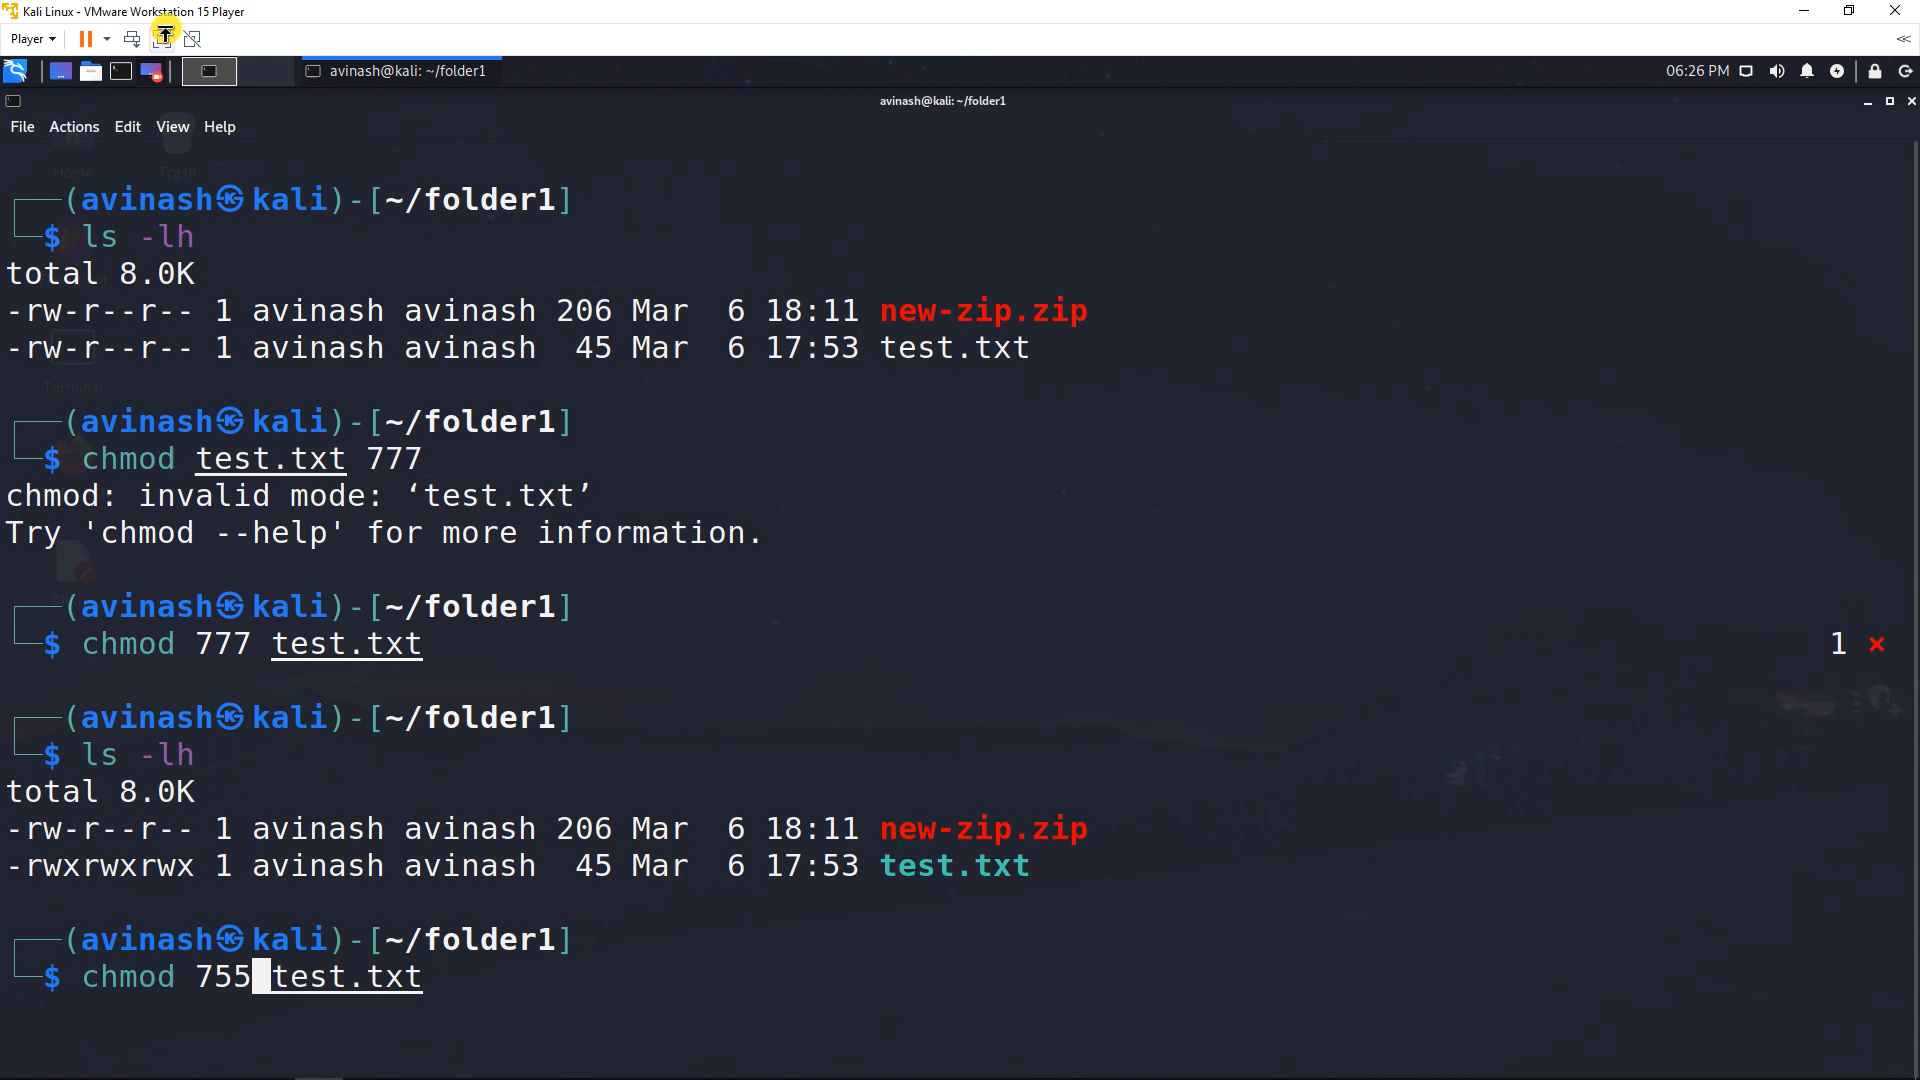 Kali Linux - VMware Workstation 15 Player
Player
avinash@kali: ~/folder1
06:26 PM
avinash@kali: ~/folder1
File Actions Edit View Help
Home
Trash
(avinash㉿kali)-[~/folder1]
$ ls -lh
total 8.0K
-rw-r--r-- 1 avinash avinash 206 Mar  6 18:11 new-zip.zip
-rw-r--r-- 1 avinash avinash  45 Mar  6 17:53 test.txt
Terminal
(avinash㉿kali)-[~/folder1]
$ chmod test.txt 777
chmod: invalid mode: ‘test.txt’
Try 'chmod --help' for more information.
(avinash㉿kali)-[~/folder1]
$ chmod 777 test.txt 1 ⨯
(avinash㉿kali)-[~/folder1]
$ ls -lh
total 8.0K
-rw-r--r-- 1 avinash avinash 206 Mar  6 18:11 new-zip.zip
-rwxrwxrwx 1 avinash avinash  45 Mar  6 17:53 test.txt
(avinash㉿kali)-[~/folder1]
$ chmod 755 test.txt